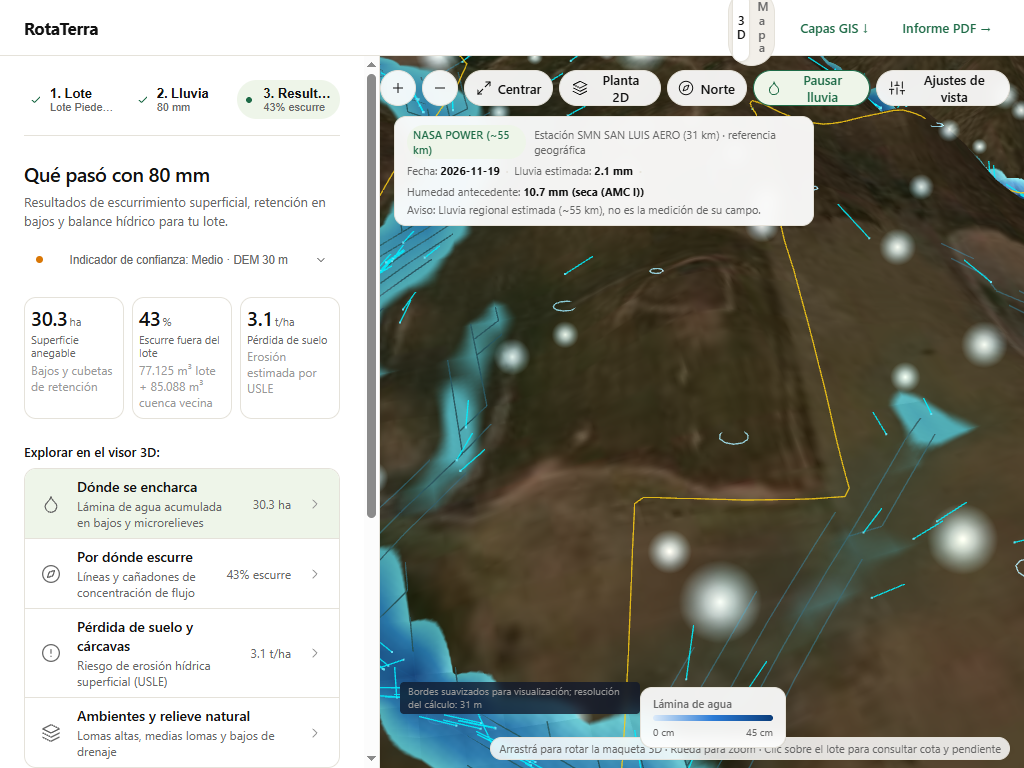 RotaTerra
3D
Mapa
Capas GIS ↓
Informe PDF →
1. Lote
Lote Piede...
2. Lluvia
80 mm
3. Result...
43% escurre
+
−
Centrar
Planta 2D
Norte
Pausar lluvia
Ajustes de vista
NASA POWER (~55 km)
Estación SMN SAN LUIS AERO (31 km) · referencia geográfica
Fecha: 2026-11-19 · Lluvia estimada: 2.1 mm ·
Humedad antecedente: 10.7 mm (seca (AMC I))
Aviso: Lluvia regional estimada (~55 km), no es la medición de su campo.
Qué pasó con 80 mm
Resultados de escurrimiento superficial, retención en
bajos y balance hídrico para tu lote.
Indicador de confianza: Medio · DEM 30 m
30.3 ha
Superficie
anegable
Bajos y cubetas
de retención
43 %
Escurre fuera del
lote
77.125 m³ lote
+ 85.088 m³
cuenca vecina
3.1 t/ha
Pérdida de suelo
Erosión
estimada por
USLE
Explorar en el visor 3D:
Dónde se encharca
Lámina de agua acumulada
en bajos y microrelieves
30.3 ha
Por dónde escurre
Líneas y cañadones de
concentración de flujo
43% escurre
Pérdida de suelo y
cárcavas
Riesgo de erosión hídrica
superficial (USLE)
3.1 t/ha
Ambientes y relieve natural
Lomas altas, medias lomas y bajos de
drenaje
Bordes suavizados para visualización; resolución
del cálculo: 31 m
Lámina de agua
0 cm
45 cm
Arrastrá para rotar la maqueta 3D · Rueda para zoom · Clic sobre el lote para consultar cota y pendiente